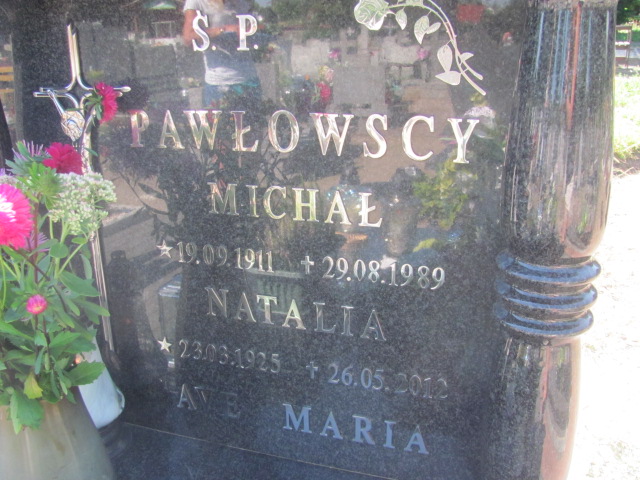 Ś. P.
PAWŁOWSCY
MICHAŁ
★19.09.1911 ✝29.08.1989
NATALIA
★23.03.1925 ✝26.05.2012
AVE MARIA